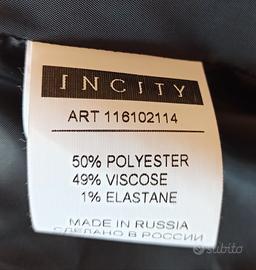 INCITY
ART 116102114
50% POLYESTER
49% VISCOSE
1% ELASTANE
MADE IN RUSSIA
СДЕЛАНО В РОССИИ
subito